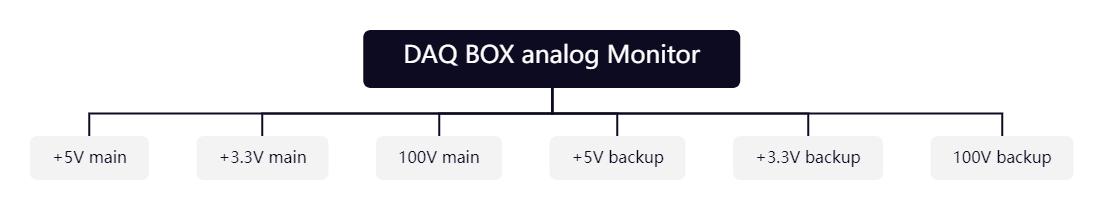 DAQ BOX analog Monitor
+5V main
+3.3V main
100V main
+5V backup
+3.3V backup
100V backup